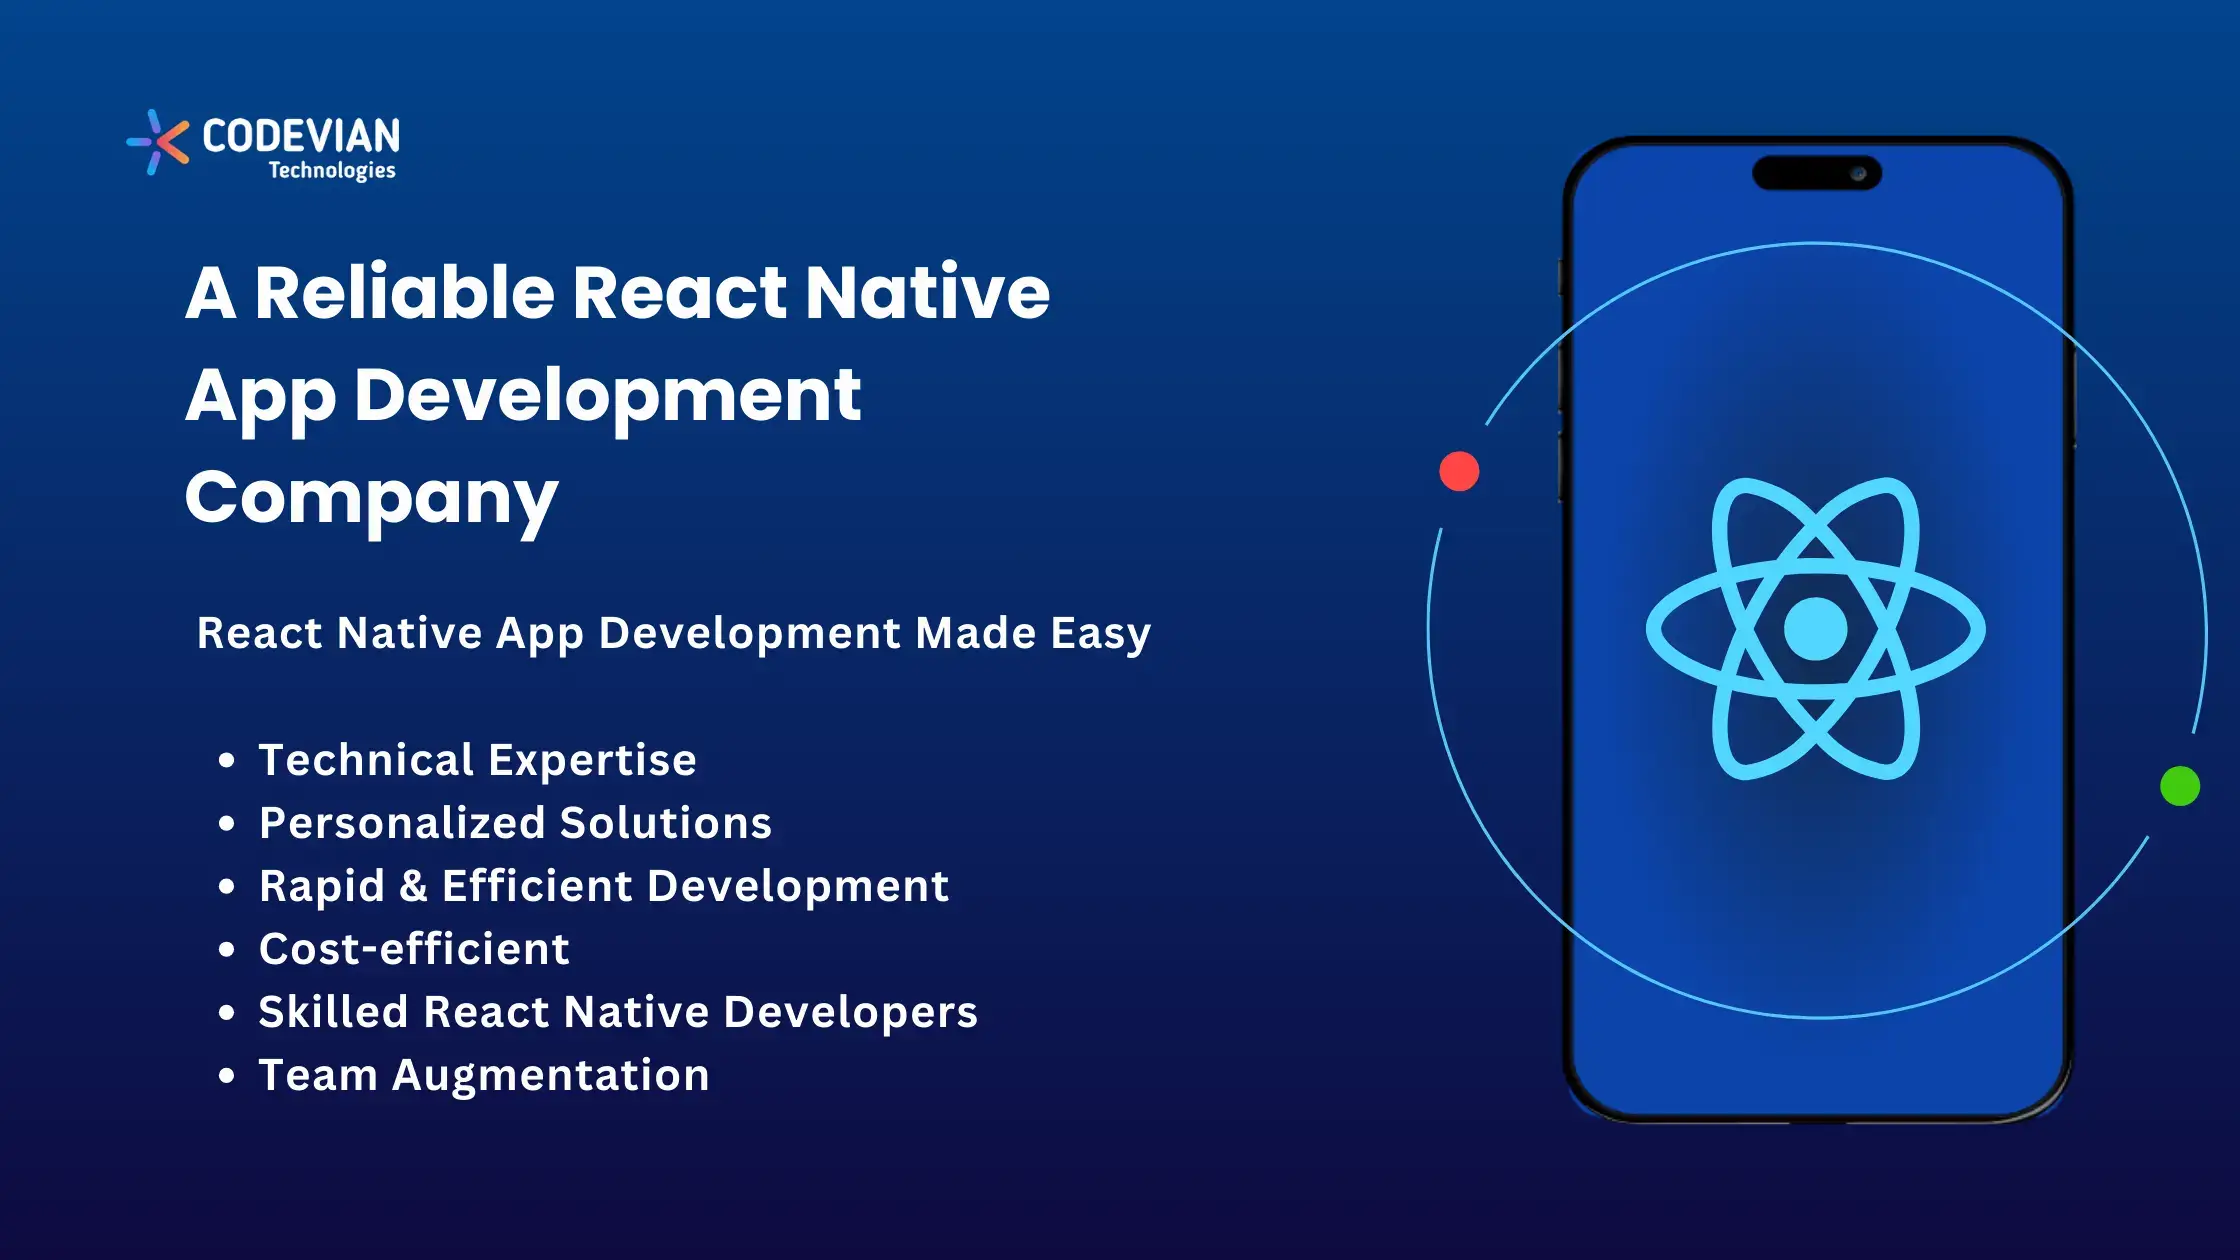 CODEVIAN
Technologies
A Reliable React Native
App Development
Company
React Native App Development Made Easy
• Technical Expertise
• Personalized Solutions
• Rapid & Efficient Development
• Cost-efficient
• Skilled React Native Developers
• Team Augmentation